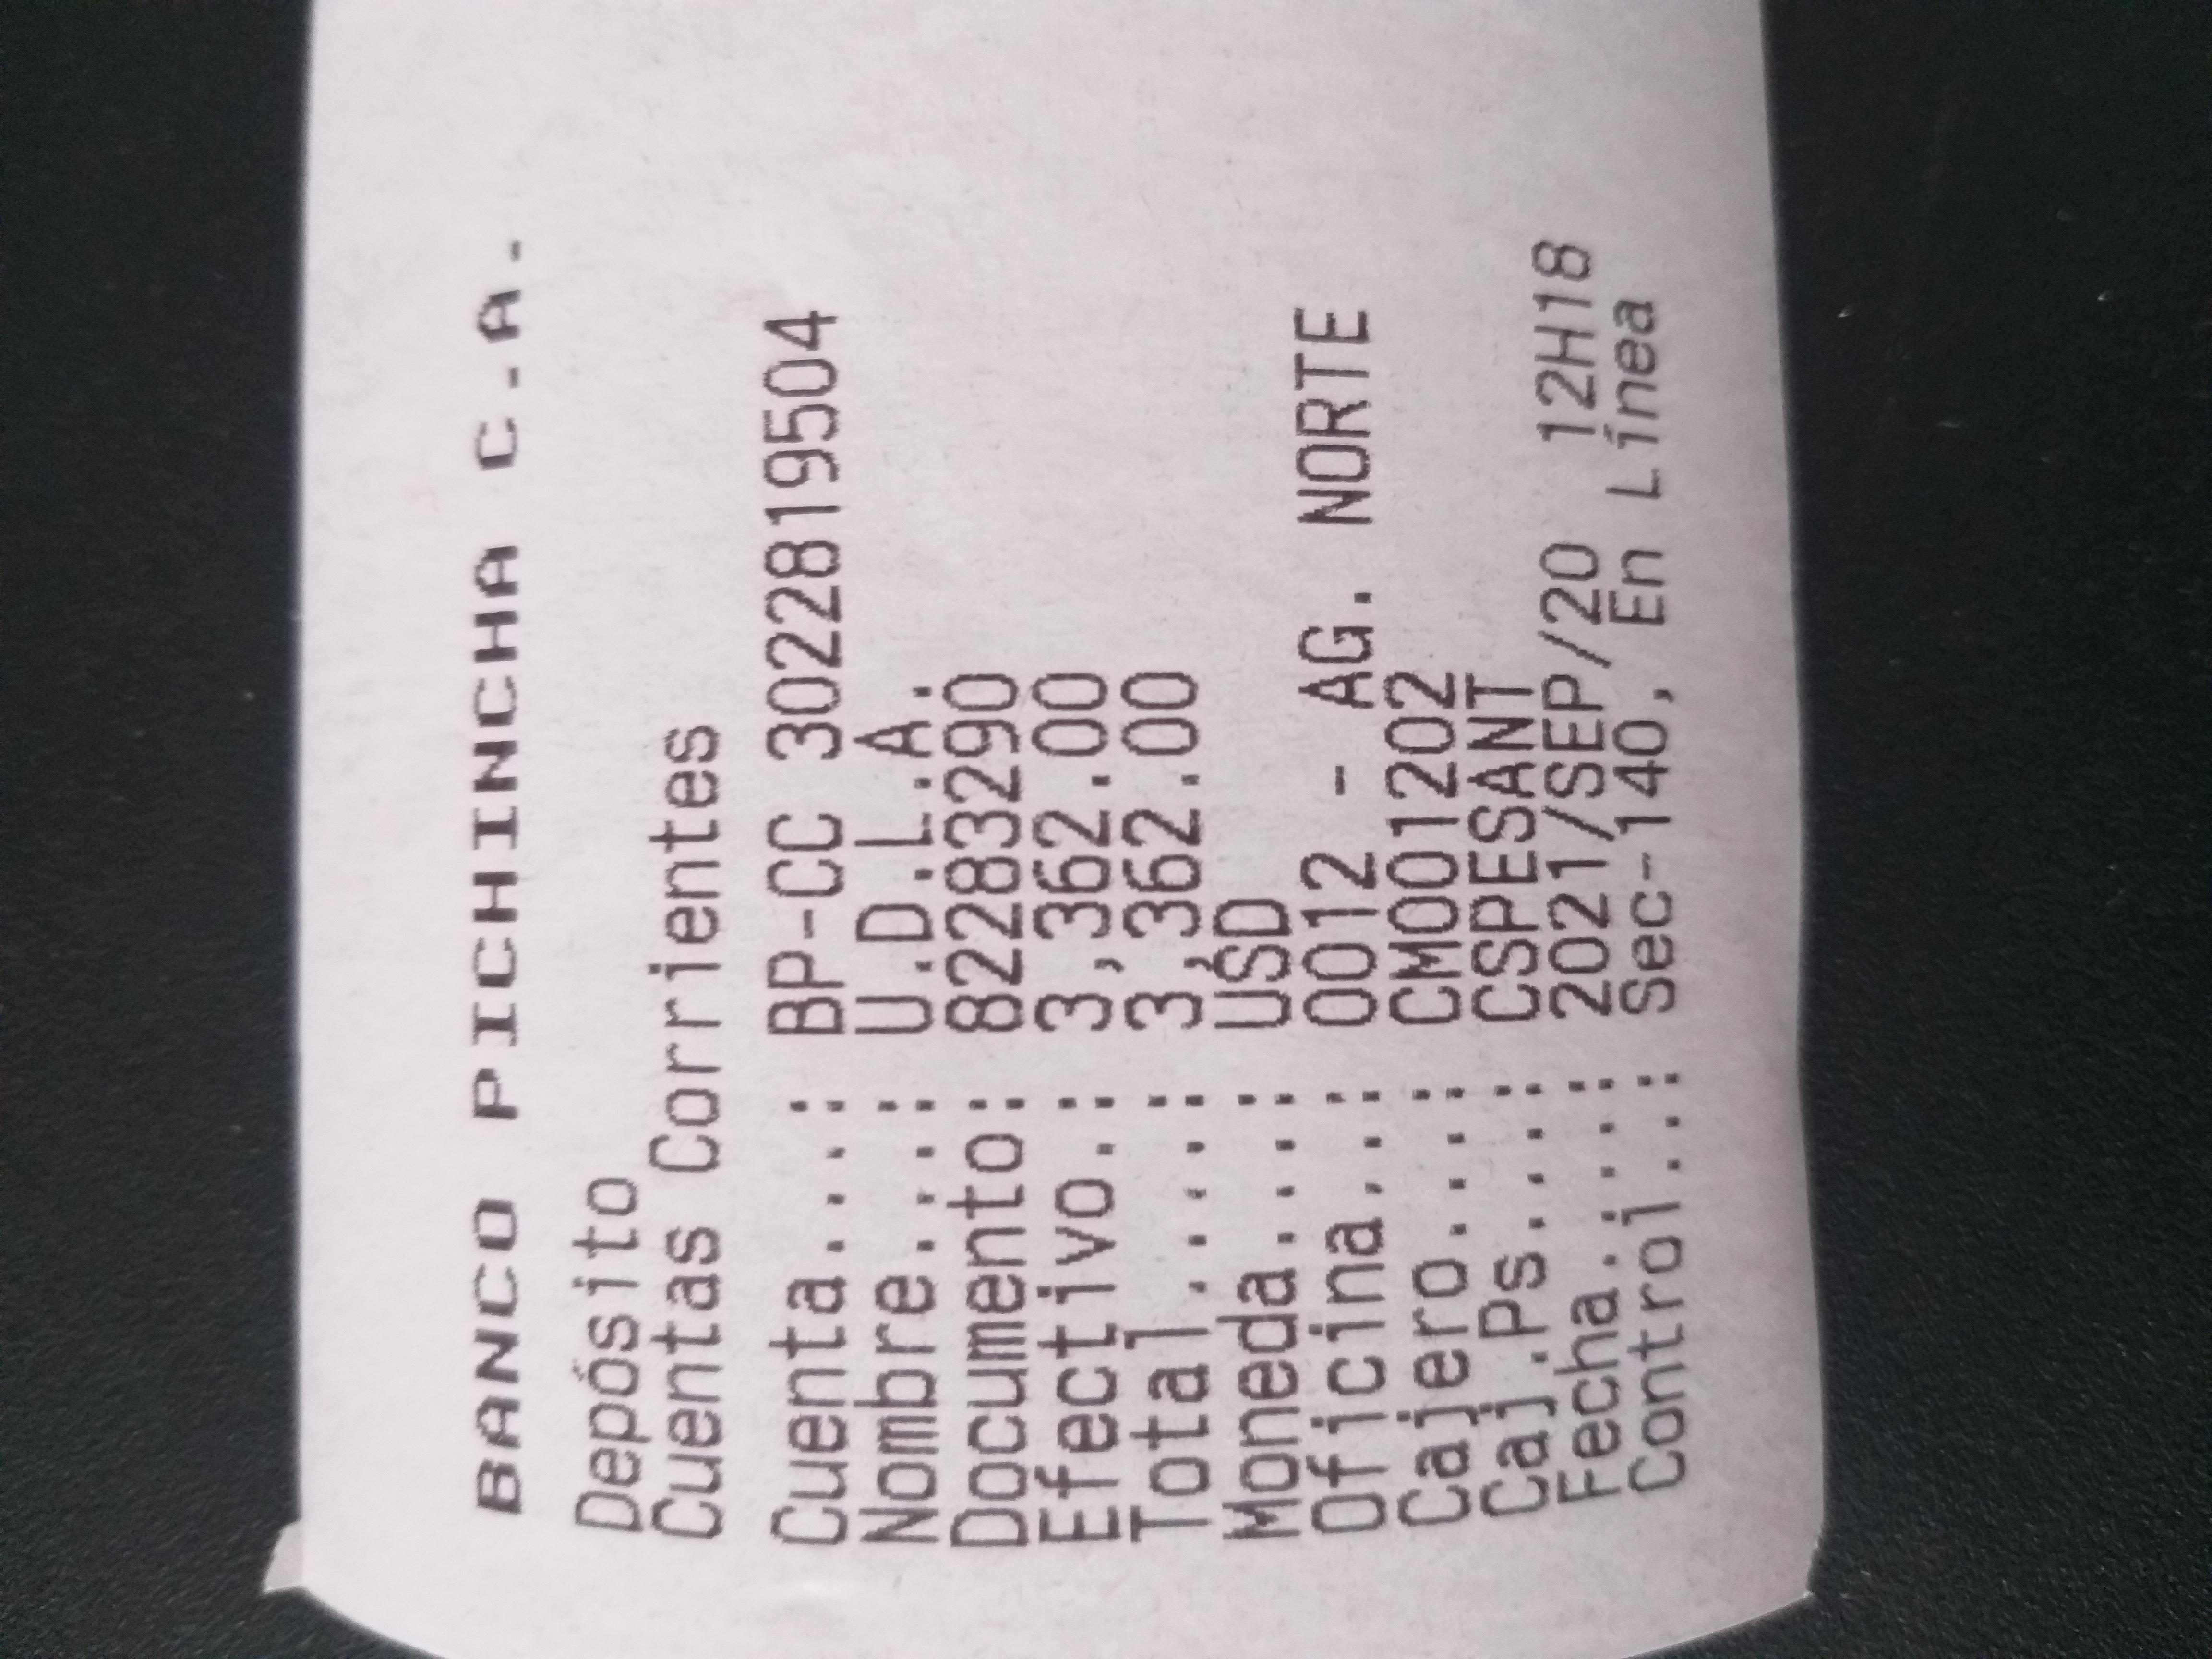 BANCO PICHINCHA C.A.
Depósito
Cuentas Corrientes
Cuenta....: BP-CC 3022819504
Nombre....: U.D.L.A.
Documento: 82283290
Efectivo.: 3,362.00
Total.....: 3,362.00
Moneda....: USD
Oficina...: 0012 - AG. NORTE
Cajero....: CM001202
Caj.Ps....: CSPESANT
Fecha.....: 2021/SEP/20 12H18
Control...: Sec-140, En Línea